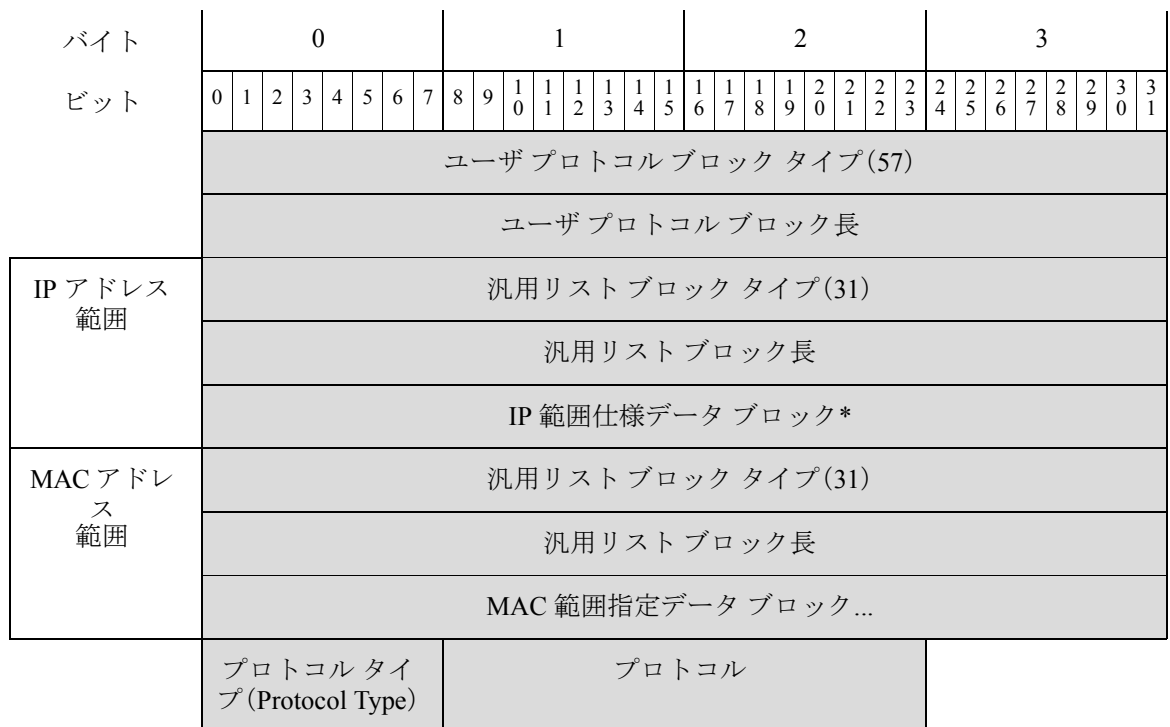 バイト 0 1 2 3
ビット 0 1 2 3 4 5 6 7 8 9 10 11 12 13 14 15 16 17 18 19 20 21 22 23 24 25 26 27 28 29 30 31
ユーザ プロトコル ブロック タイプ(57)
ユーザ プロトコル ブロック長
IP アドレス
範囲
汎用リスト ブロック タイプ(31)
汎用リスト ブロック長
IP 範囲仕様データ ブロック*
MAC アドレ
ス
範囲
汎用リスト ブロック タイプ(31)
汎用リスト ブロック長
MAC 範囲指定データ ブロック...
プロトコル タイ
プ(Protocol Type)
プロトコル